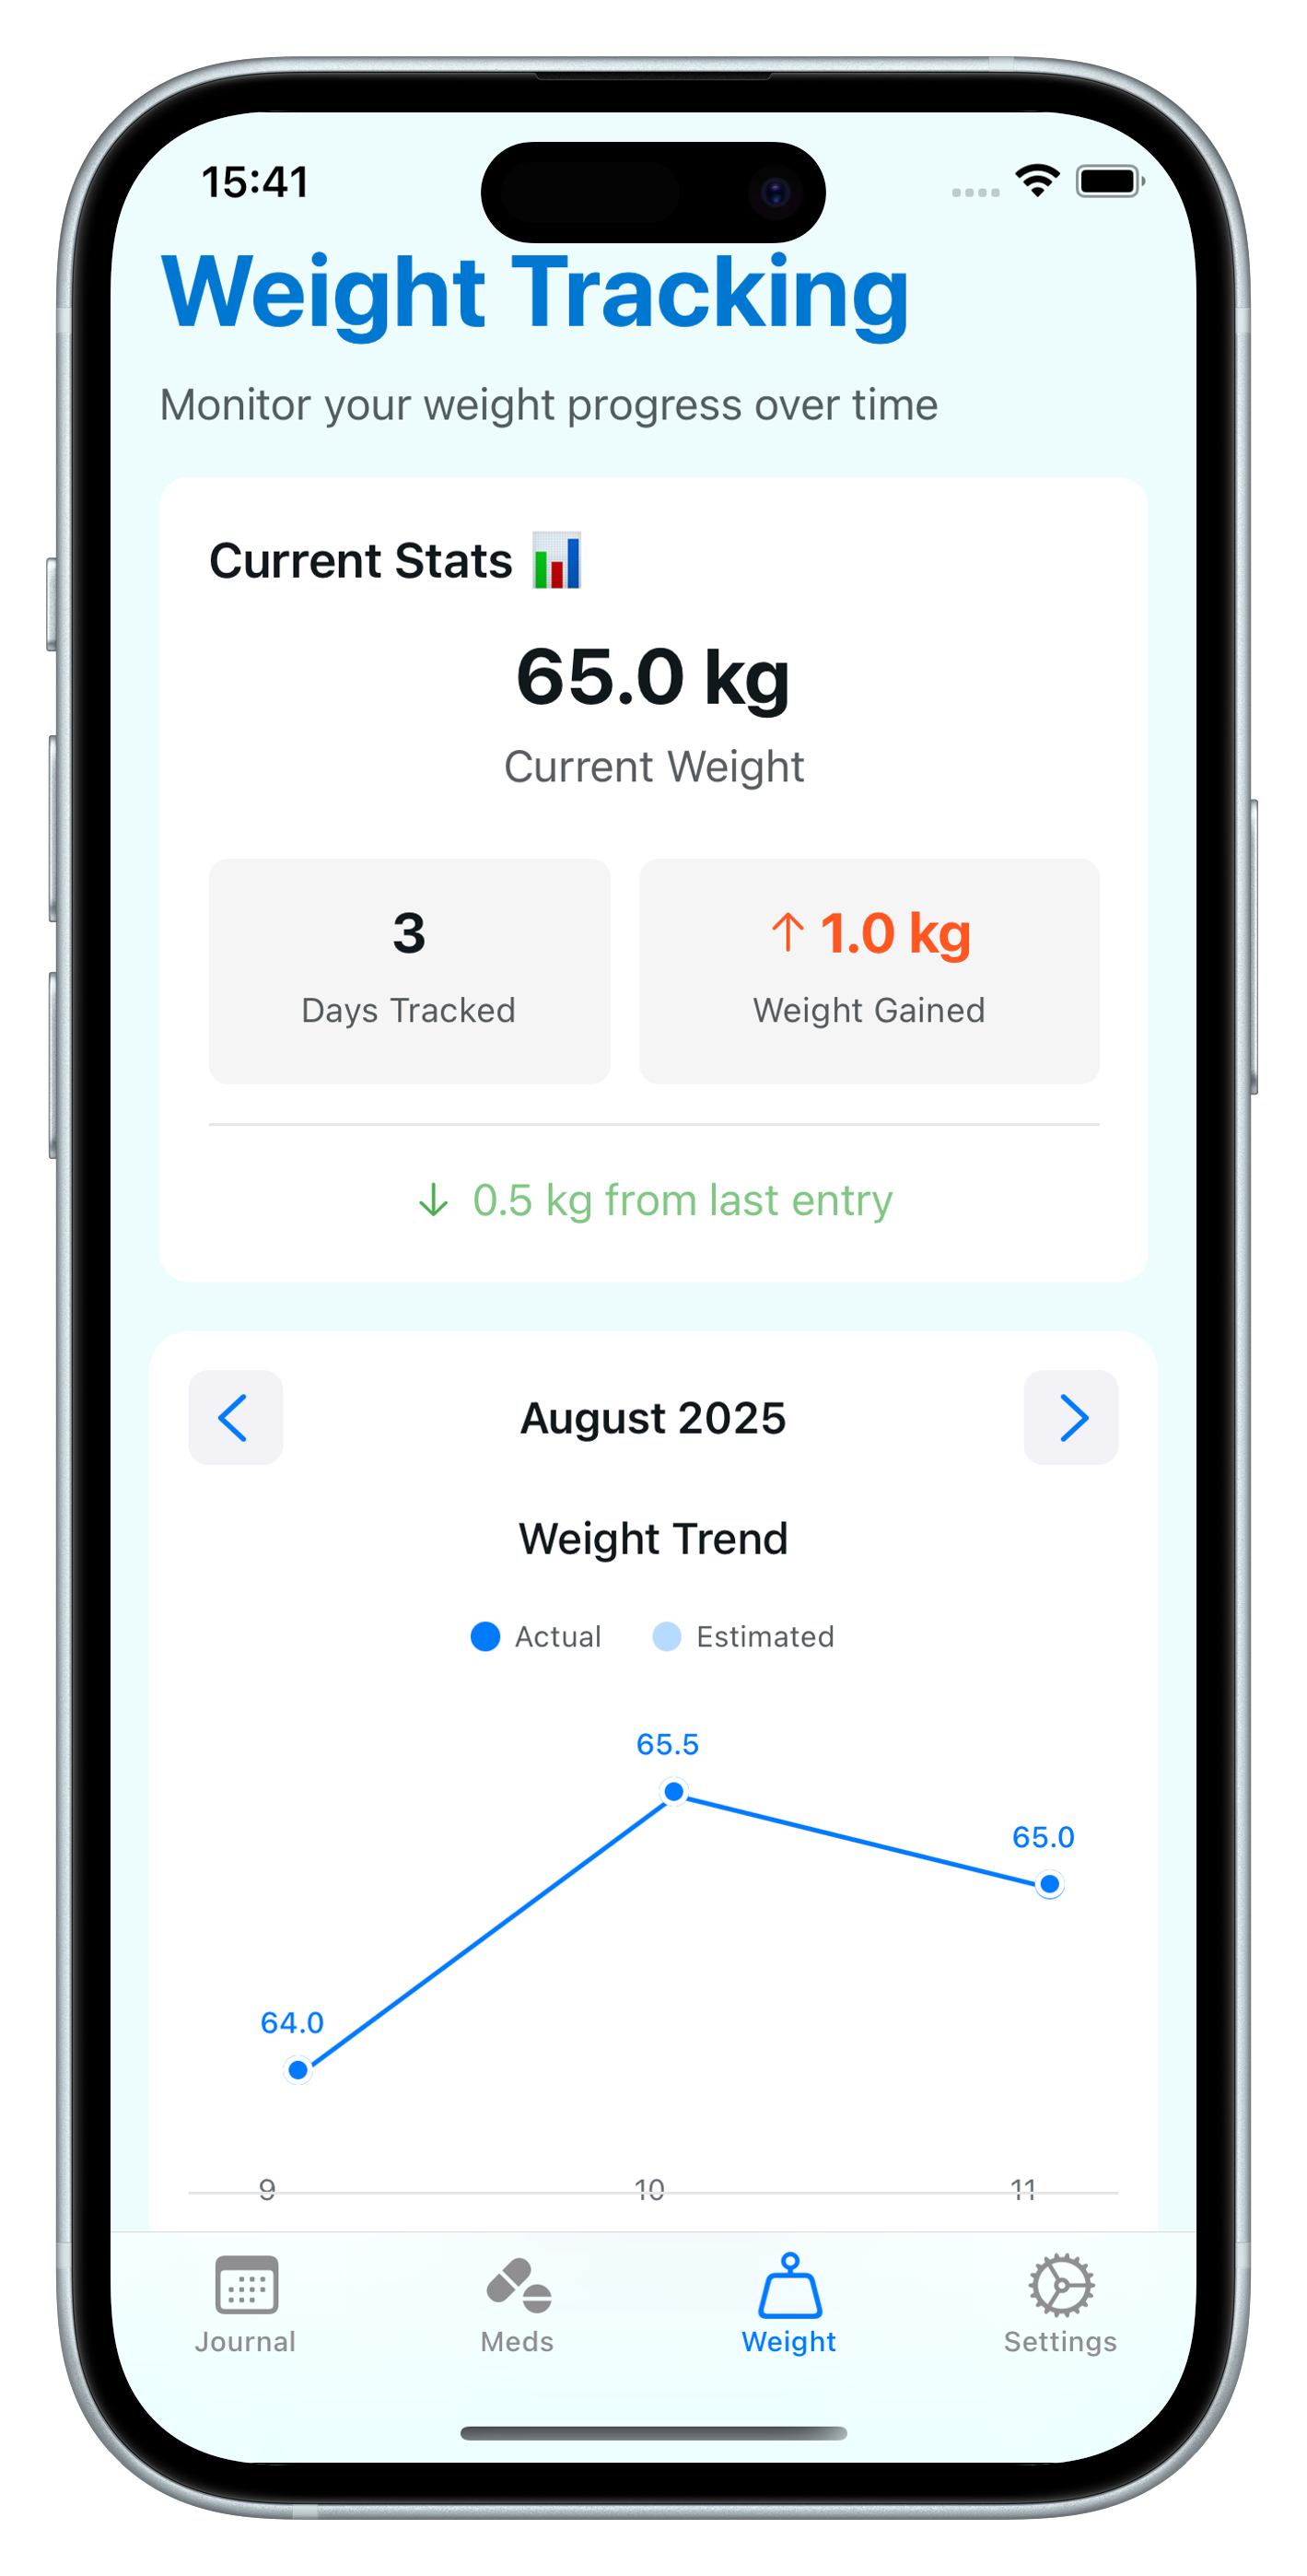 15:41
Weight Tracking
Monitor your weight progress over time
Current Stats 📊
65.0 kg
Current Weight
3
Days Tracked
↑ 1.0 kg
Weight Gained
↓ 0.5 kg from last entry
August 2025
Weight Trend
Actual Estimated
65.5
65.0
64.0
9 10 11
Journal Meds Weight Settings